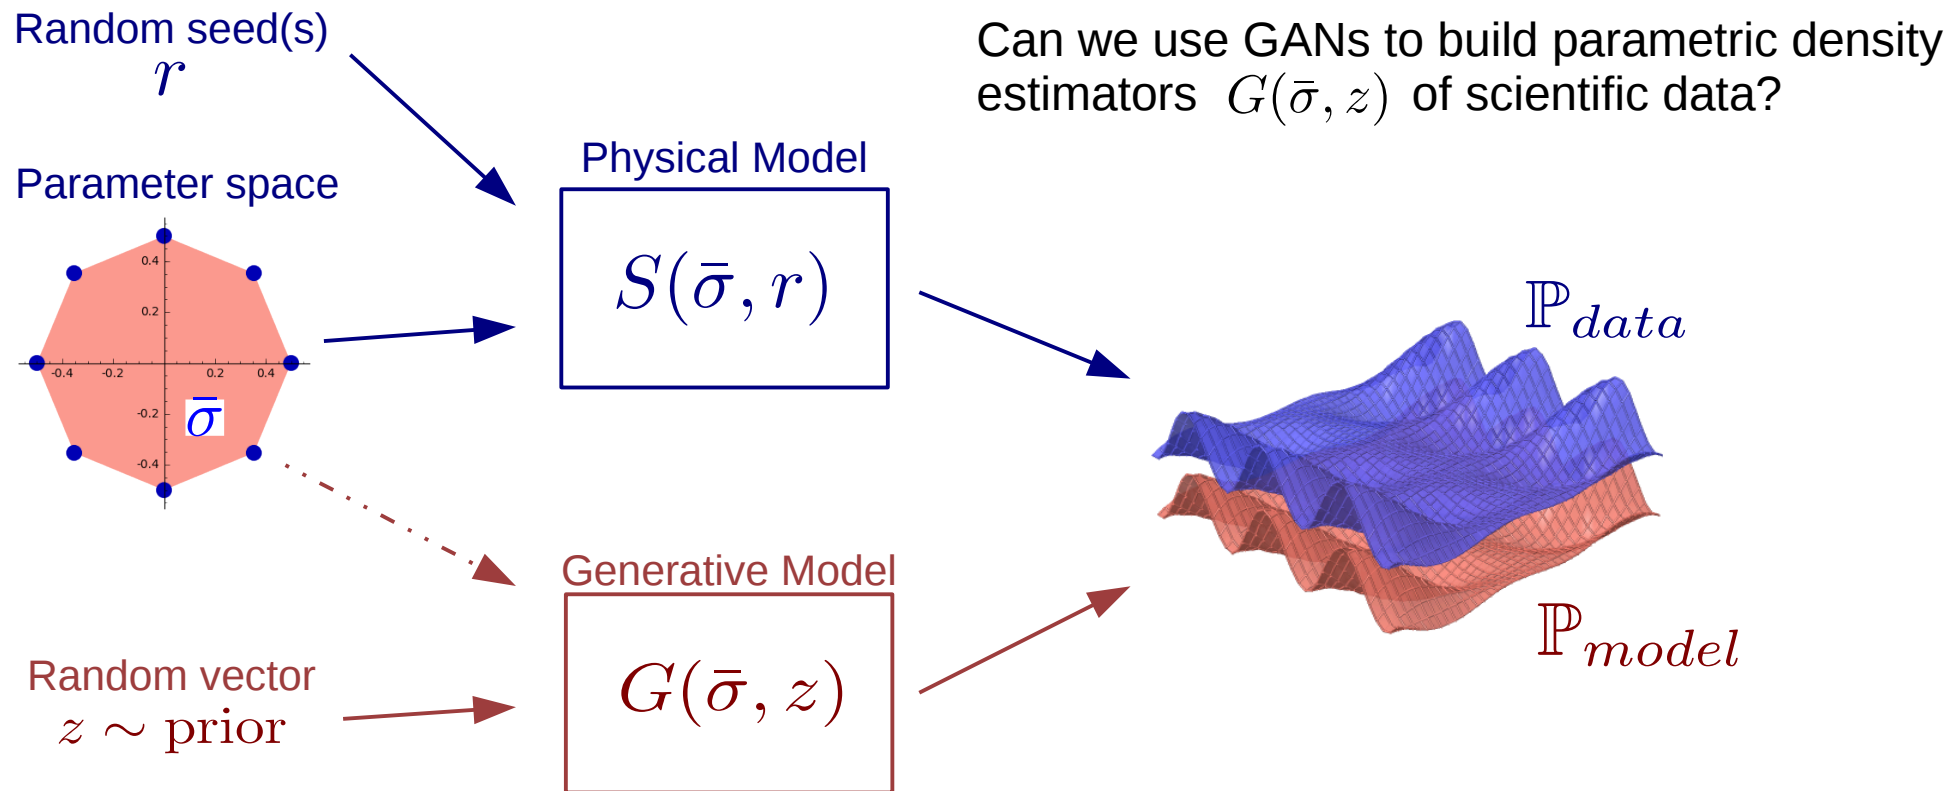 Random seed(s)
r
Can we use GANs to build parametric density
estimators G(σ̄, z) of scientific data?
Parameter space
0.4
0.2
-0.4 -0.2 0.2 0.4
-0.2
σ̄
-0.4
Physical Model
S(σ̄, r)
Generative Model
G(σ̄, z)
Random vector
z ∼ prior
ℙdata
ℙmodel